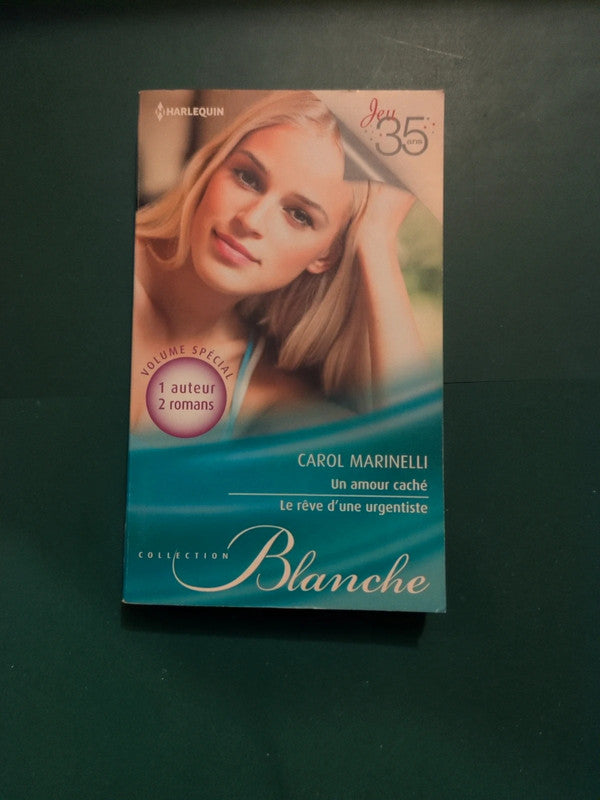 HARLEQUIN
Jeu
35
ans
VOLUME SPÉCIAL
1 auteur
2 romans
CAROL MARINELLI
Un amour caché
Le rêve d'une urgentiste
COLLECTION
Blanche